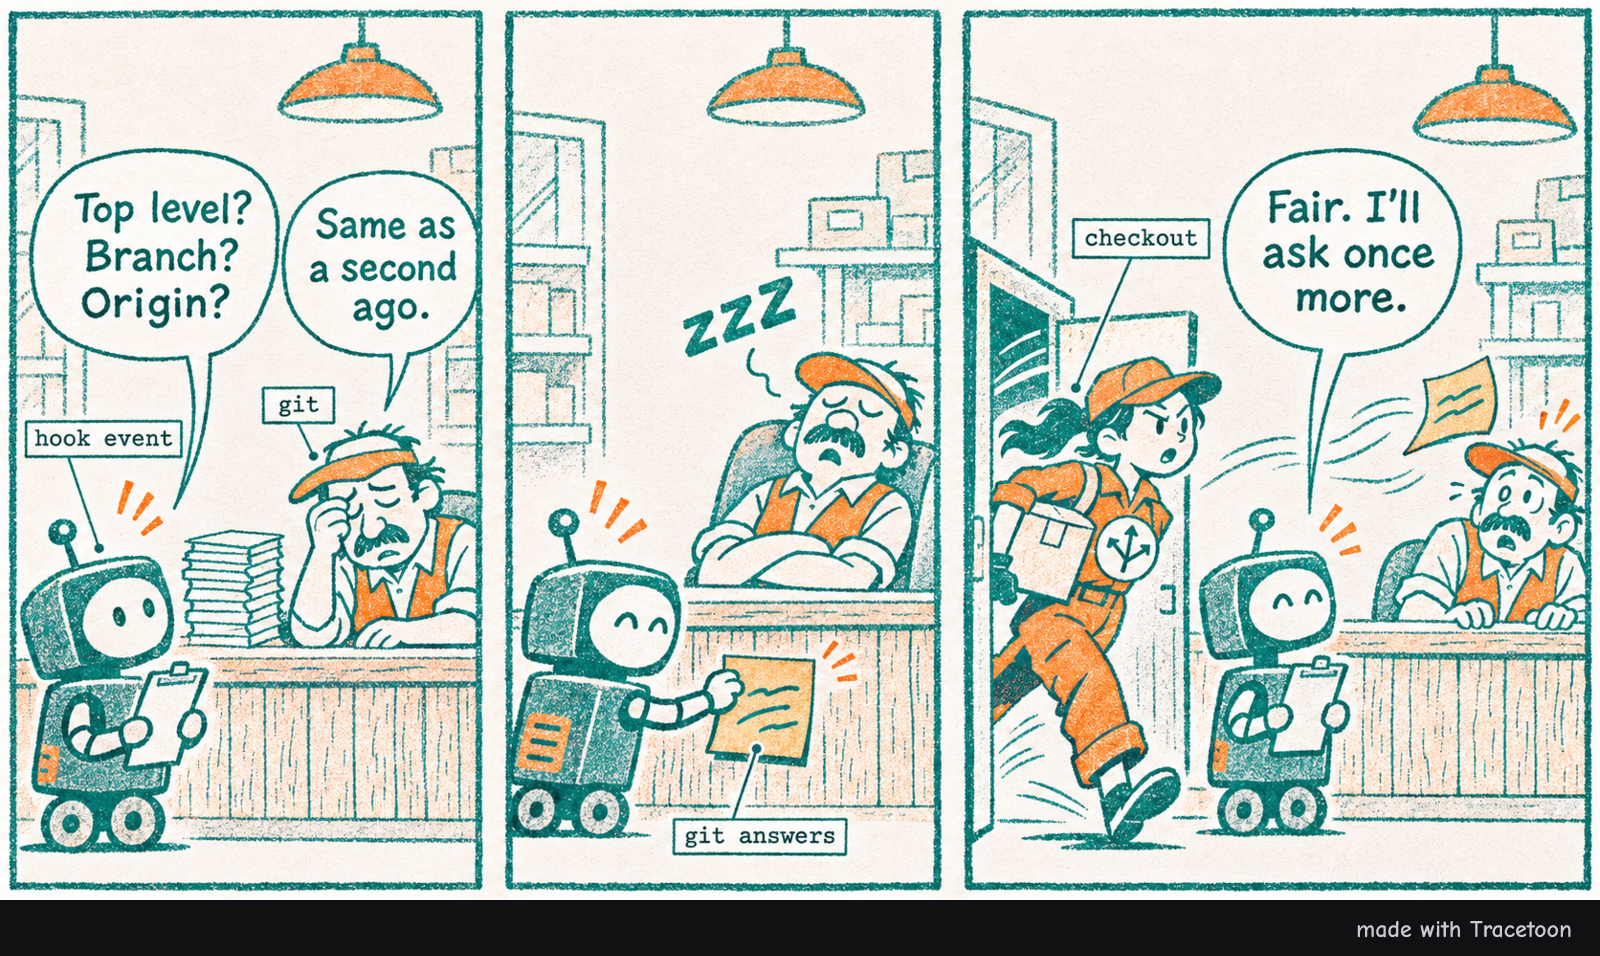 Top level?
Branch?
Origin?
Same as
a second
ago.
git
hook event
zzz
git answers
checkout
Fair. I'll
ask once
more.
made with Tracetoon